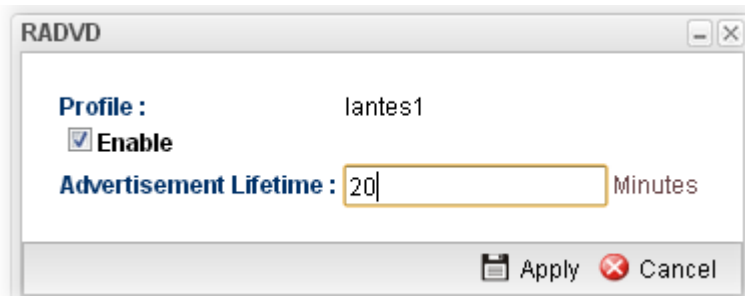 RADVD
Profile : lantes1
Enable
Advertisement Lifetime : 20 Minutes
Apply Cancel